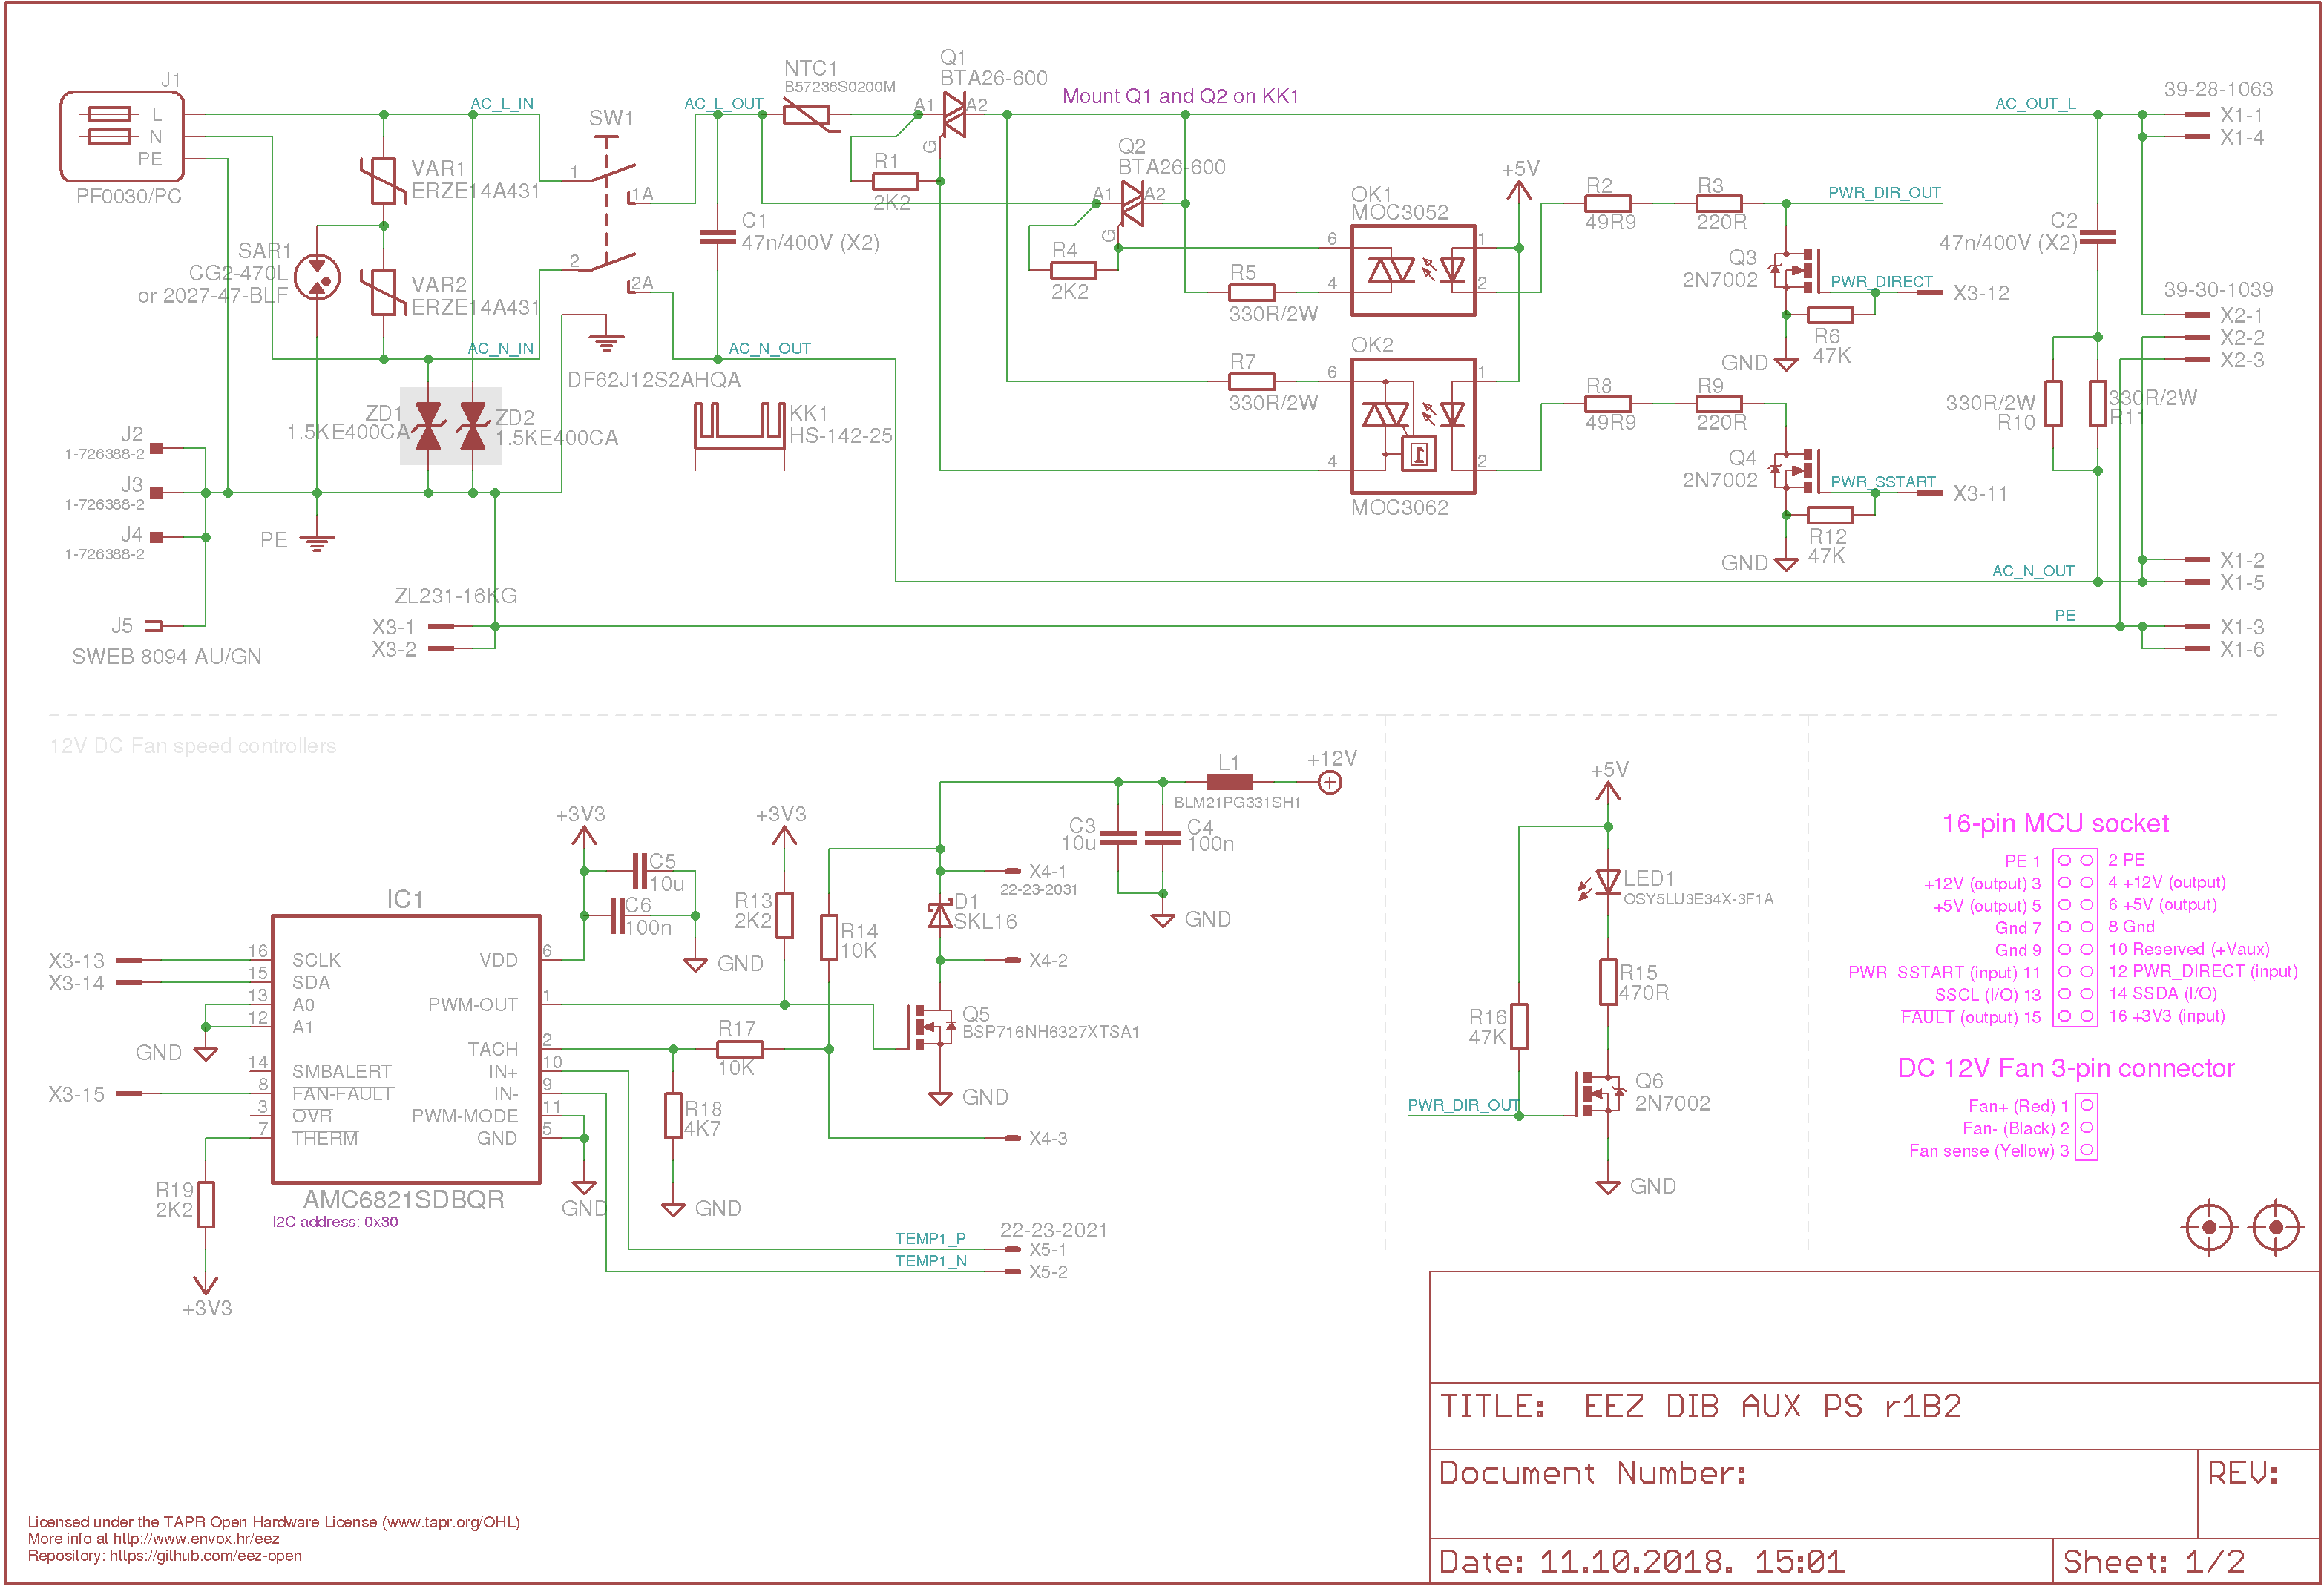 J1
L
N
PE
PF0030/PC
AC_L_IN
VAR1
ERZE14A431
SAR1
CG2-470L
or 2027-47-BLF
VAR2
ERZE14A431
AC_N_IN
SW1
1
1A
2
2A
DF62J12S2AHQA
AC_L_OUT
NTC1
B57236S0200M
Q1
BTA26-600
A1
A2
G
R1
2K2
C1
47n/400V (X2)
AC_N_OUT
Mount Q1 and Q2 on KK1
Q2
BTA26-600
A1
A2
G
R4
2K2
R5
330R/2W
R7
330R/2W
OK1
MOC3052
6
4
1
2
OK2
6
4
1
2
MOC3062
+5V
R2
49R9
R3
220R
PWR_DIR_OUT
Q3
2N7002
PWR_DIRECT
X3-12
R6
47K
GND
R8
49R9
R9
220R
Q4
2N7002
PWR_SSTART
X3-11
R12
47K
GND
AC_OUT_L
39-28-1063
X1-1
X1-4
C2
47n/400V (X2)
39-30-1039
X2-1
X2-2
X2-3
330R/2W
R10
330R/2W
R11
AC_N_OUT
X1-2
X1-5
PE
X1-3
X1-6
ZD1
1.5KE400CA
ZD2
1.5KE400CA
KK1
HS-142-25
J2
1-726388-2
J3
1-726388-2
J4
1-726388-2
PE
J5
SWEB 8094 AU/GN
ZL231-16KG
X3-1
X3-2
12V DC Fan speed controllers
+3V3
C5
10u
C6
100n
GND
+3V3
R13
2K2
R14
10K
X4-1
22-23-2031
D1
SKL16
X4-2
Q5
BSP716NH6327XTSA1
GND
X4-3
C3
10u
C4
100n
GND
L1
BLM21PG331SH1
+12V
IC1
X3-13
X3-14
GND
X3-15
16 SCLK
15 SDA
13 A0
12 A1
14 SMBALERT
8 FAN-FAULT
3 OVR
7 THERM
VDD 6
PWM-OUT 1
TACH 2
IN+ 10
IN- 9
PWM-MODE 11
GND 5
AMC6821SDBQR
I2C address: 0x30
R19
2K2
+3V3
GND
R17
10K
R18
4K7
GND
TEMP1_P
TEMP1_N
22-23-2021
X5-1
X5-2
+5V
LED1
OSY5LU3E34X-3F1A
R15
470R
R16
47K
PWR_DIR_OUT
Q6
2N7002
GND
16-pin MCU socket
PE 1 2 PE
+12V (output) 3 4 +12V (output)
+5V (output) 5 6 +5V (output)
Gnd 7 8 Gnd
Gnd 9 10 Reserved (+Vaux)
PWR_SSTART (input) 11 12 PWR_DIRECT (input)
SSCL (I/O) 13 14 SSDA (I/O)
FAULT (output) 15 16 +3V3 (input)
DC 12V Fan 3-pin connector
Fan+ (Red) 1
Fan- (Black) 2
Fan sense (Yellow) 3
TITLE: EEZ DIB AUX PS r1B2
Document Number:
REV:
Date: 11.10.2018. 15:01
Sheet: 1/2
Licensed under the TAPR Open Hardware License (www.tapr.org/OHL)
More info at http://www.envox.hr/eez
Repository: https://github.com/eez-open